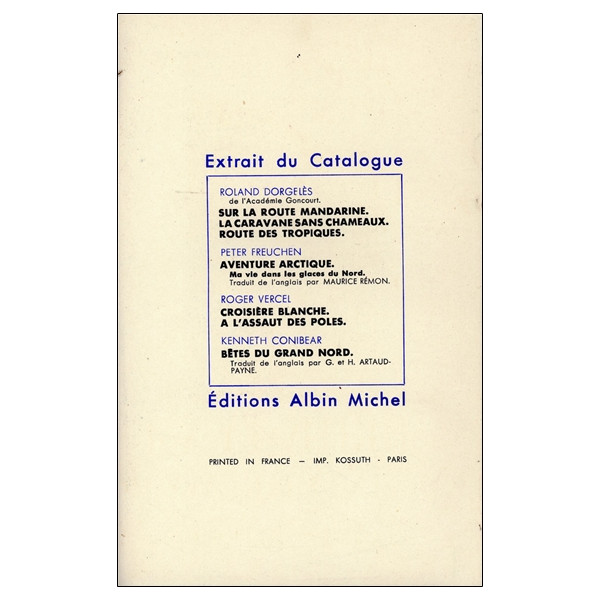 Extrait du Catalogue
ROLAND DORGELÈS
de l'Académie Goncourt.
SUR LA ROUTE MANDARINE.
LA CARAVANE SANS CHAMEAUX.
ROUTE DES TROPIQUES.
PETER FREUCHEN
AVENTURE ARCTIQUE.
Ma vie dans les glaces du Nord.
Traduit de l'anglais par MAURICE RÉMON.
ROGER VERCEL
CROISIÈRE BLANCHE.
A L'ASSAUT DES POLES.
KENNETH CONIBEAR
BÊTES DU GRAND NORD.
Traduit de l'anglais par G. et H. ARTAUD-
PAYNE.
Éditions Albin Michel
PRINTED IN FRANCE — IMP. KOSSUTH - PARIS